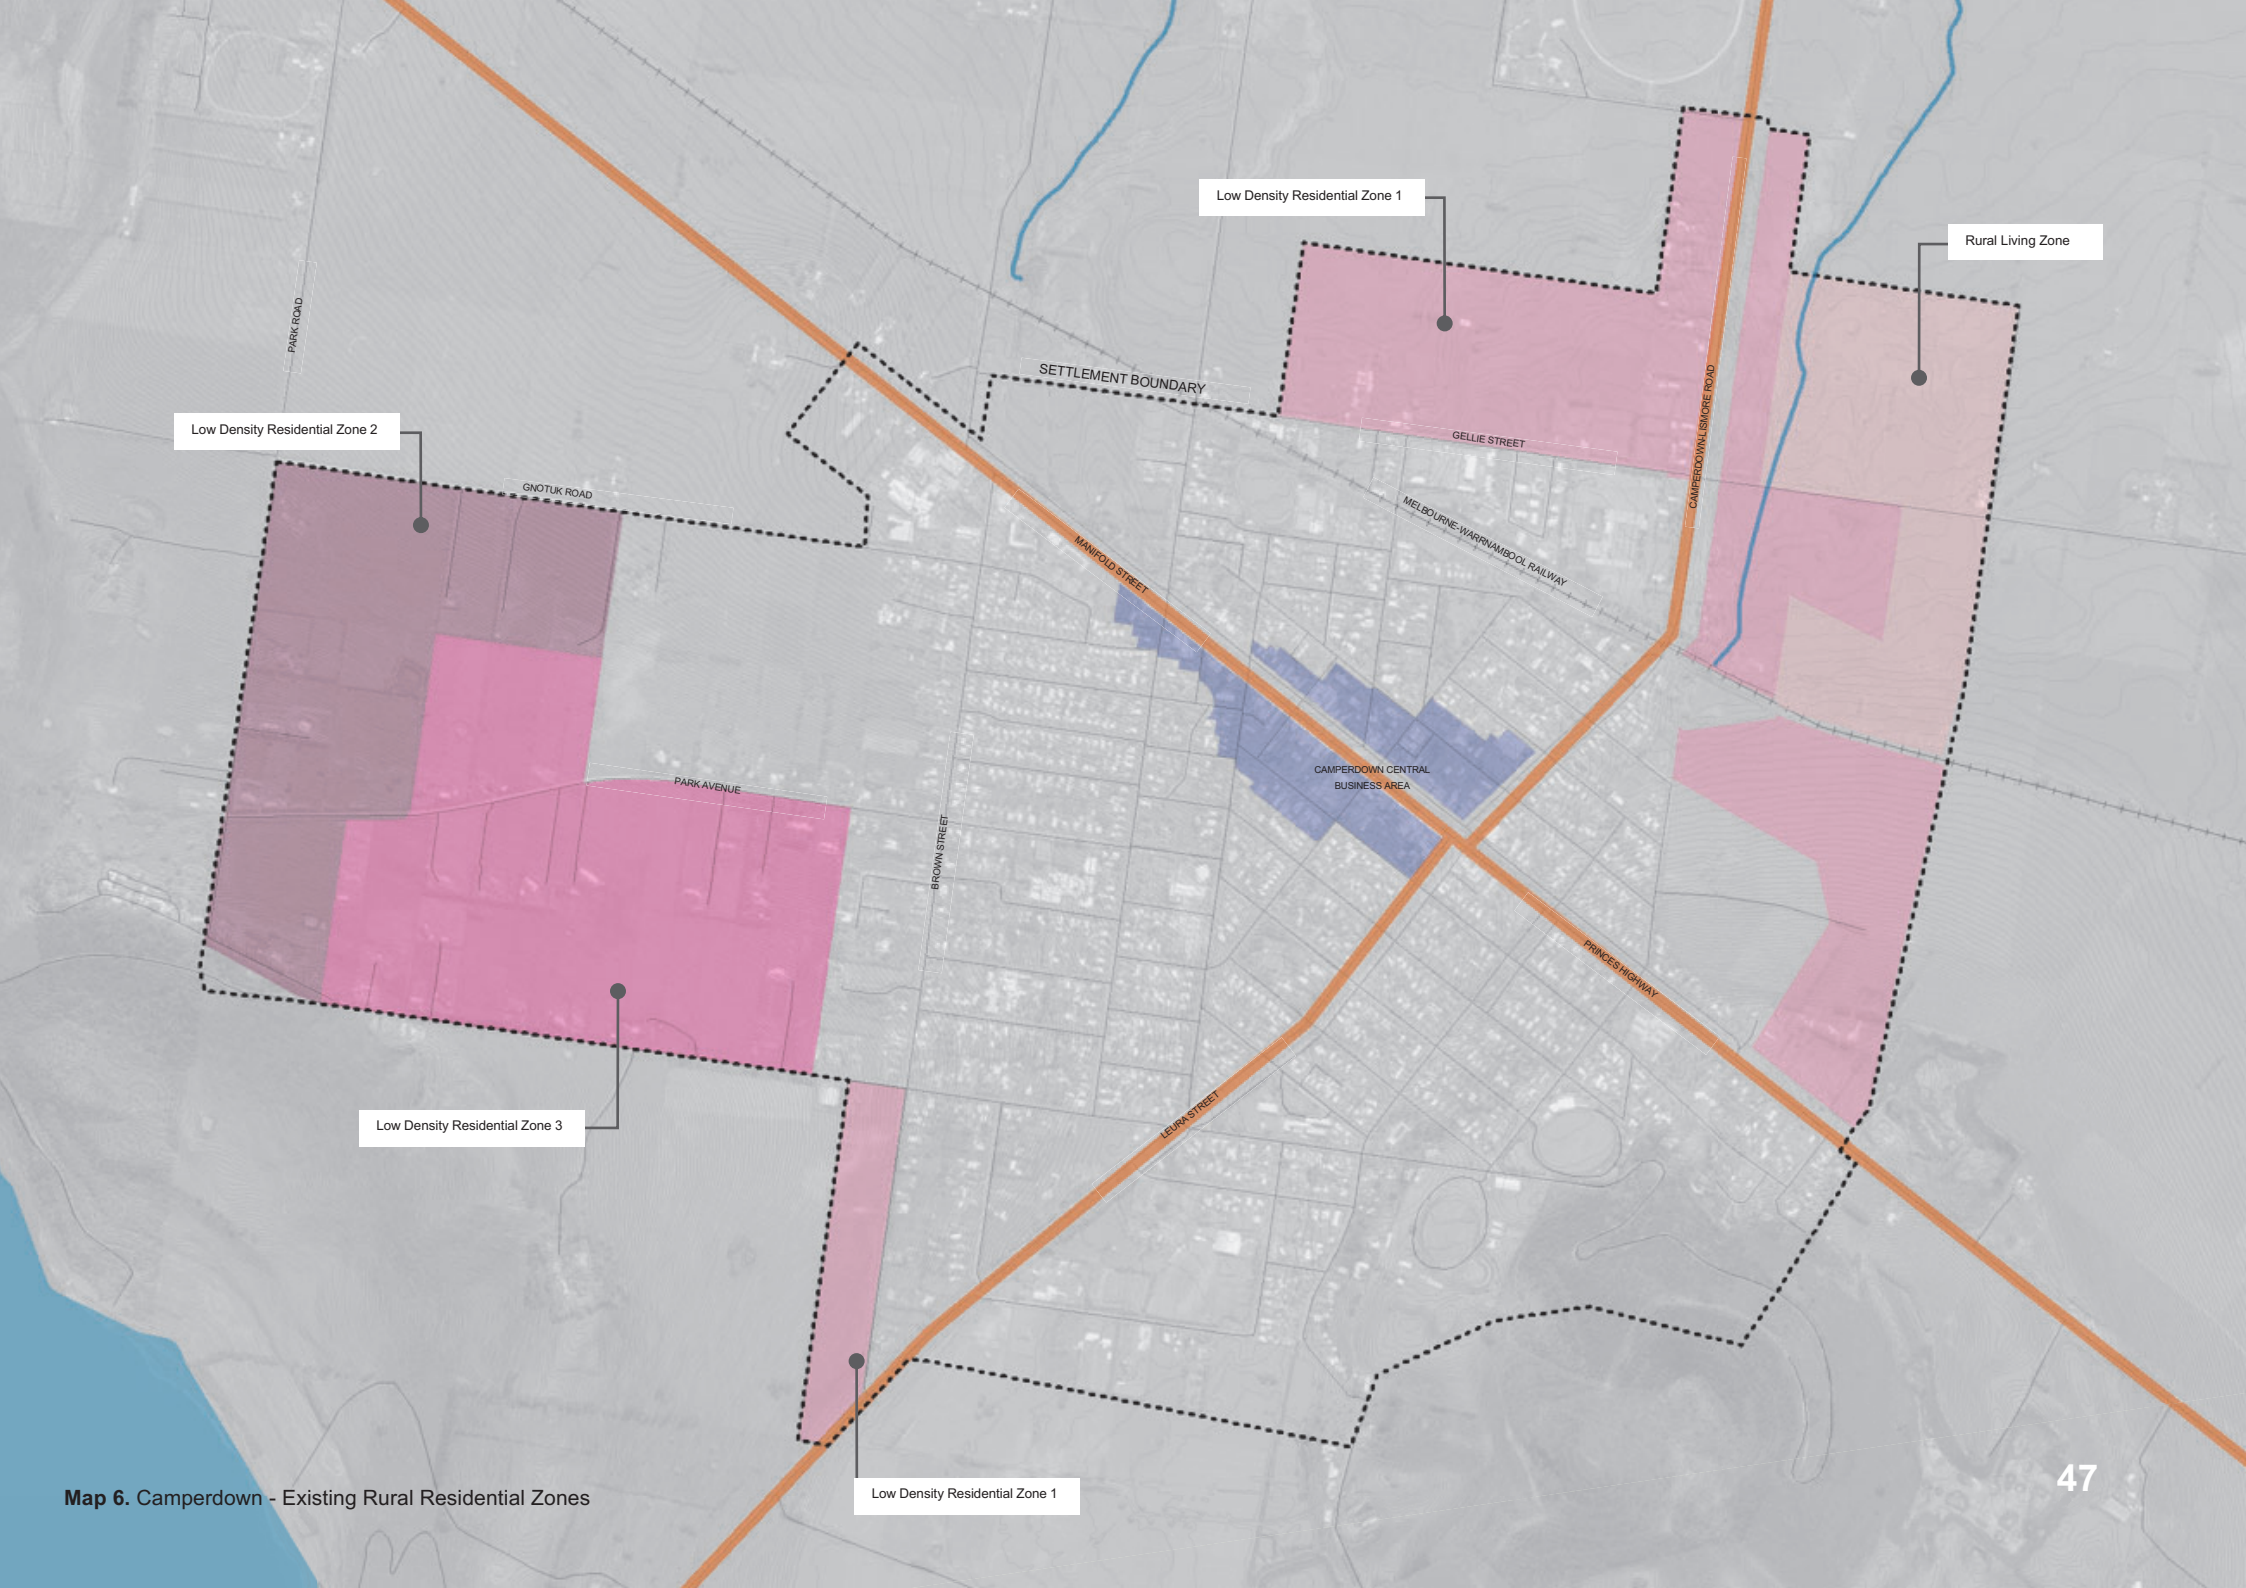 Low Density Residential Zone 1
Rural Living Zone
PARK ROAD
SETTLEMENT BOUNDARY
CAMPERDOWN-LISMORE ROAD
Low Density Residential Zone 2
GELLIE STREET
GNOTUK ROAD
MELBOURNE-WARRNAMBOOL RAILWAY
MANIFOLD STREET
CAMPERDOWN CENTRAL
BUSINESS AREA
PARK AVENUE
BROWN STREET
PRINCES HIGHWAY
Low Density Residential Zone 3
LEURA STREET
Low Density Residential Zone 1
Map 6. Camperdown - Existing Rural Residential Zones
47